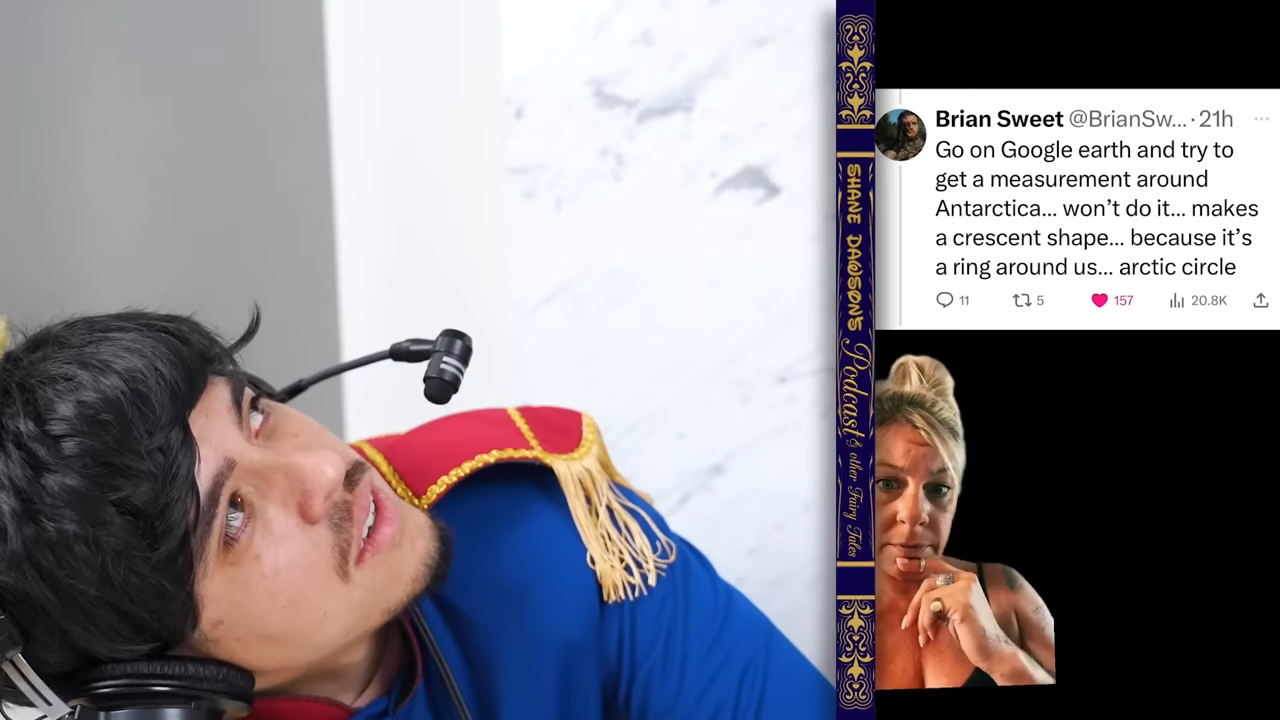 SHANE DAWSON'S Podcast & other Fairy Tales
Brian Sweet @BrianSw... · 21h
Go on Google earth and try to
get a measurement around
Antarctica... won't do it... makes
a crescent shape... because it's
a ring around us... arctic circle
11 5 157 20.8K